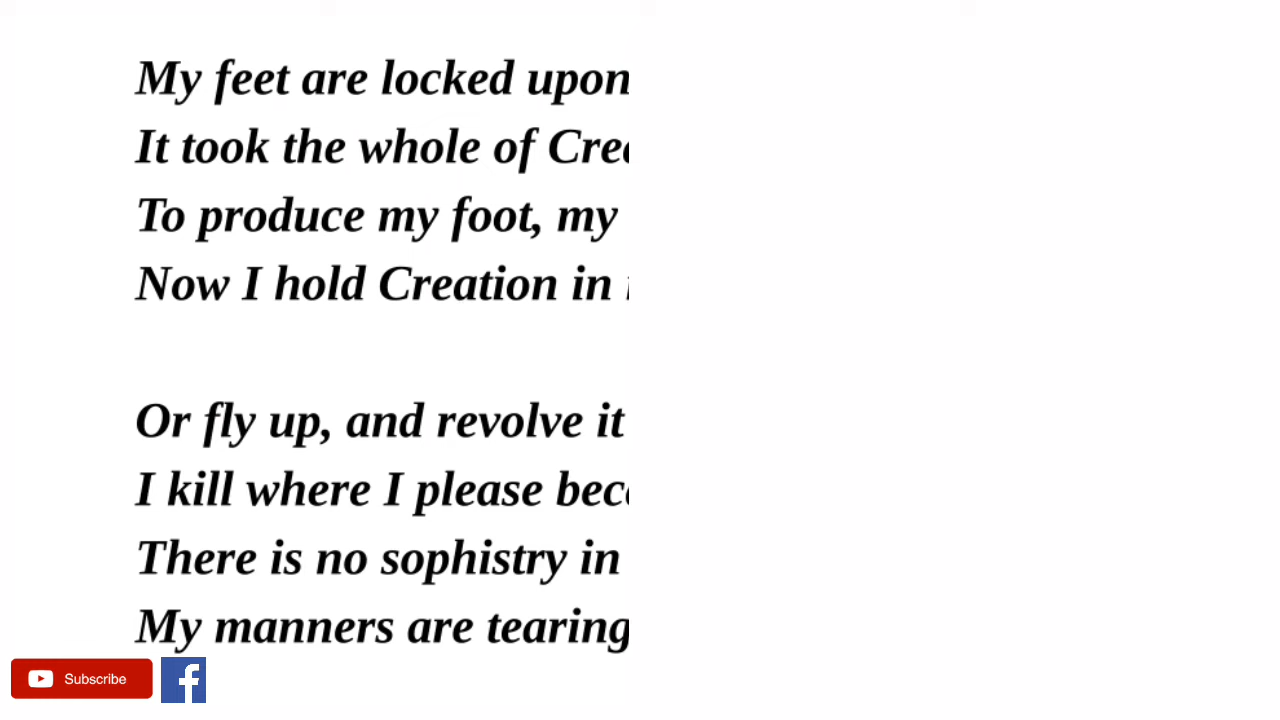 My feet are locked upon
It took the whole of Crea
To produce my foot, my
Now I hold Creation in
Or fly up, and revolve it
I kill where I please beca
There is no sophistry in
My manners are tearing
Subscribe